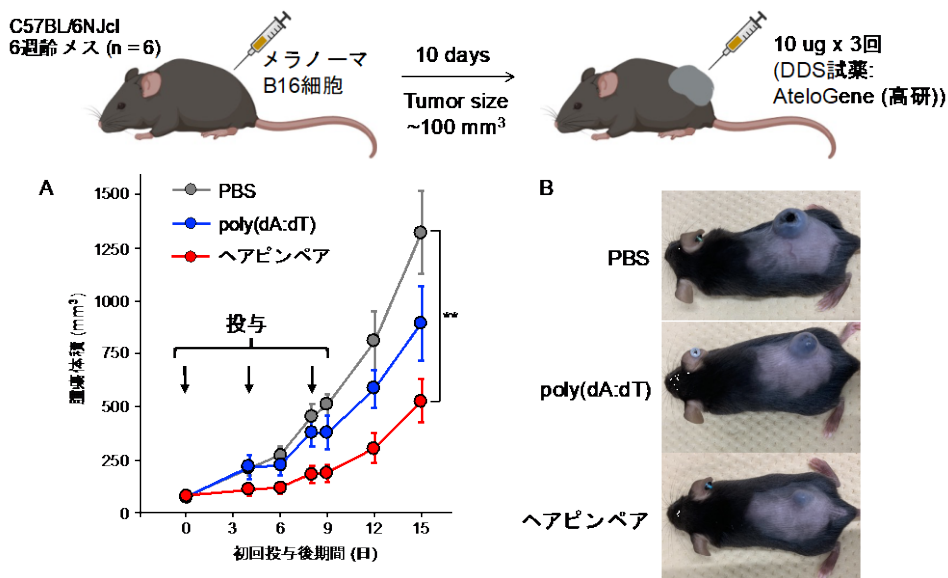 C57BL/6NJcl
6週齢メス (n = 6)
メラノーマ
B16細胞
10 days
Tumor size
~100 mm³
10 ug x 3回
(DDS試薬:
AteloGene (高研))
A
腫瘍体積 (mm³)
1500
1250
1000
750
500
250
0
PBS
poly(dA:dT)
ヘアピンペア
投与
**
0 3 6 9 12 15
初回投与後期間 (日)
B
PBS
poly(dA:dT)
ヘアピンペア